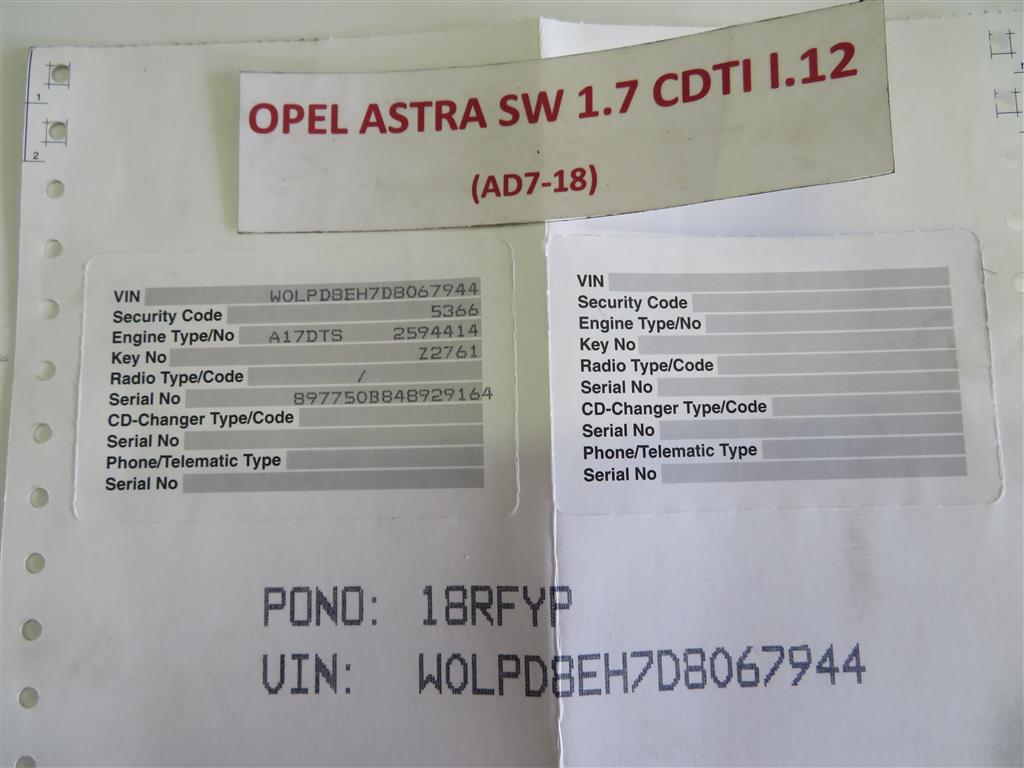 1
2
OPEL ASTRA SW 1.7 CDTI l.12
(AD7-18)
VIN W0LPD8EH7D8067944
Security Code 5366
Engine Type/No A17DTS 2594414
Key No Z2761
Radio Type/Code /
Serial No 897750B848929164
CD-Changer Type/Code
Serial No
Phone/Telematic Type
Serial No
VIN
Security Code
Engine Type/No
Key No
Radio Type/Code
Serial No
CD-Changer Type/Code
Serial No
Phone/Telematic Type
Serial No
PONO: 18RFYP
VIN: W0LPD8EH7D8067944